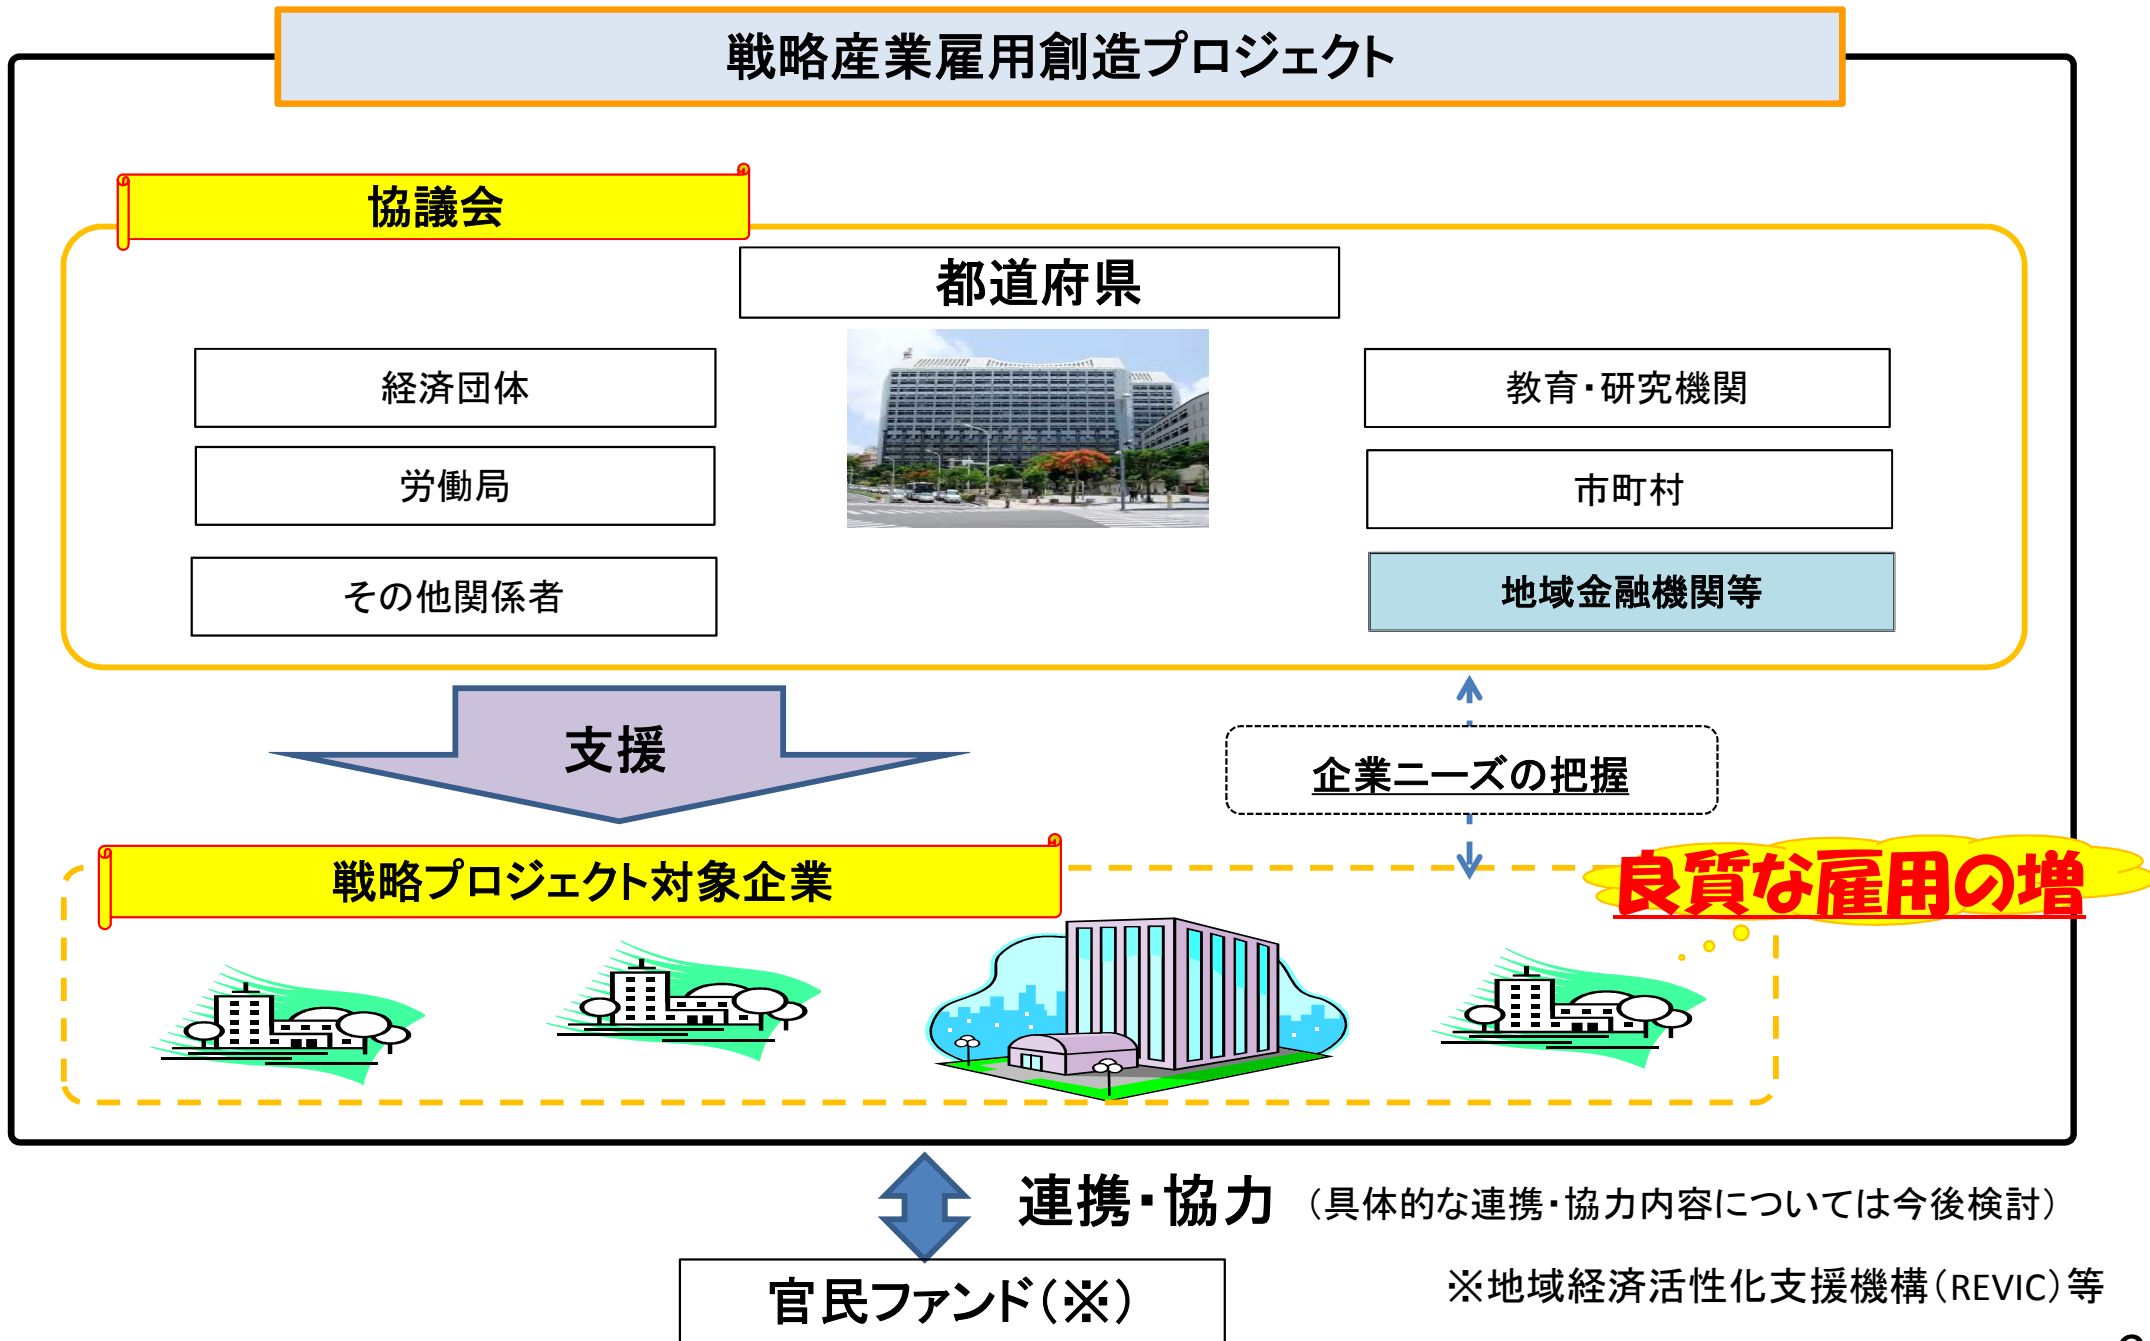 戦略産業雇用創造プロジェクト
協議会
都道府県
経済団体
教育・研究機関
労働局
市町村
その他関係者
地域金融機関等
支援
企業ニーズの把握
戦略プロジェクト対象企業
良質な雇用の増
連携・協力 （具体的な連携・協力内容については今後検討）
官民ファンド（※）
※地域経済活性化支援機構（REVIC）等